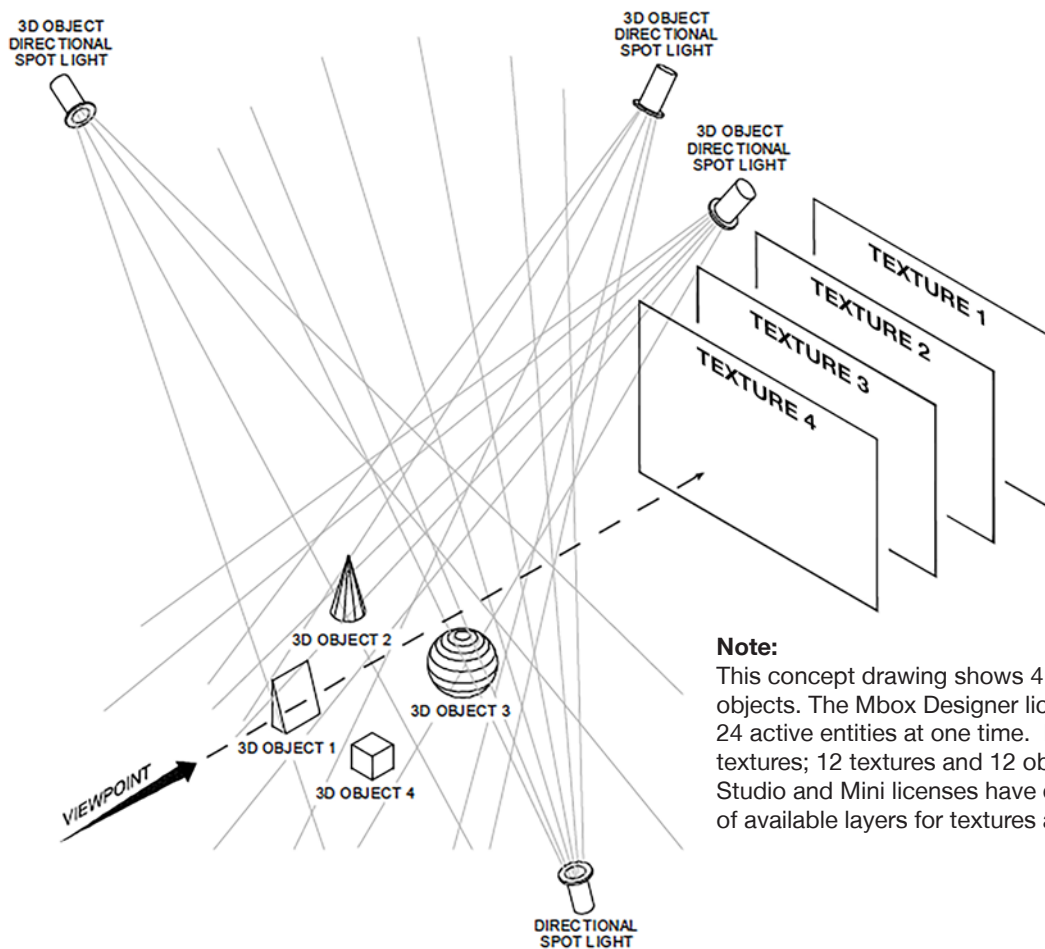 3D OBJECT
DIRECTIONAL
SPOT LIGHT
3D OBJECT
DIRECTIONAL
SPOT LIGHT
3D OBJECT
DIRECTIONAL
SPOT LIGHT
TEXTURE 1
TEXTURE 2
TEXTURE 3
TEXTURE 4
3D OBJECT 2
3D OBJECT 3
3D OBJECT 1
3D OBJECT 4
VIEWPOINT
Note:
This concept drawing shows 4
objects. The Mbox Designer
24 active entities at one time.
textures; 12 textures and 12
Studio and Mini licenses have
of available layers for textures
DIRECTIONAL
SPOT LIGHT